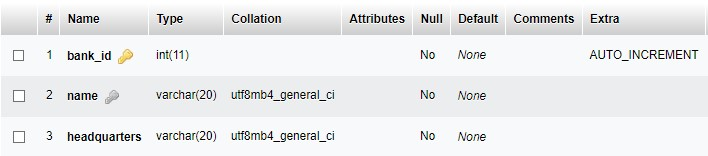 # Name Type Collation Attributes Null Default Comments Extra
1 bank_id int(11) No None AUTO_INCREMENT
2 name varchar(20) utf8mb4_general_ci No None
3 headquarters varchar(20) utf8mb4_general_ci No None